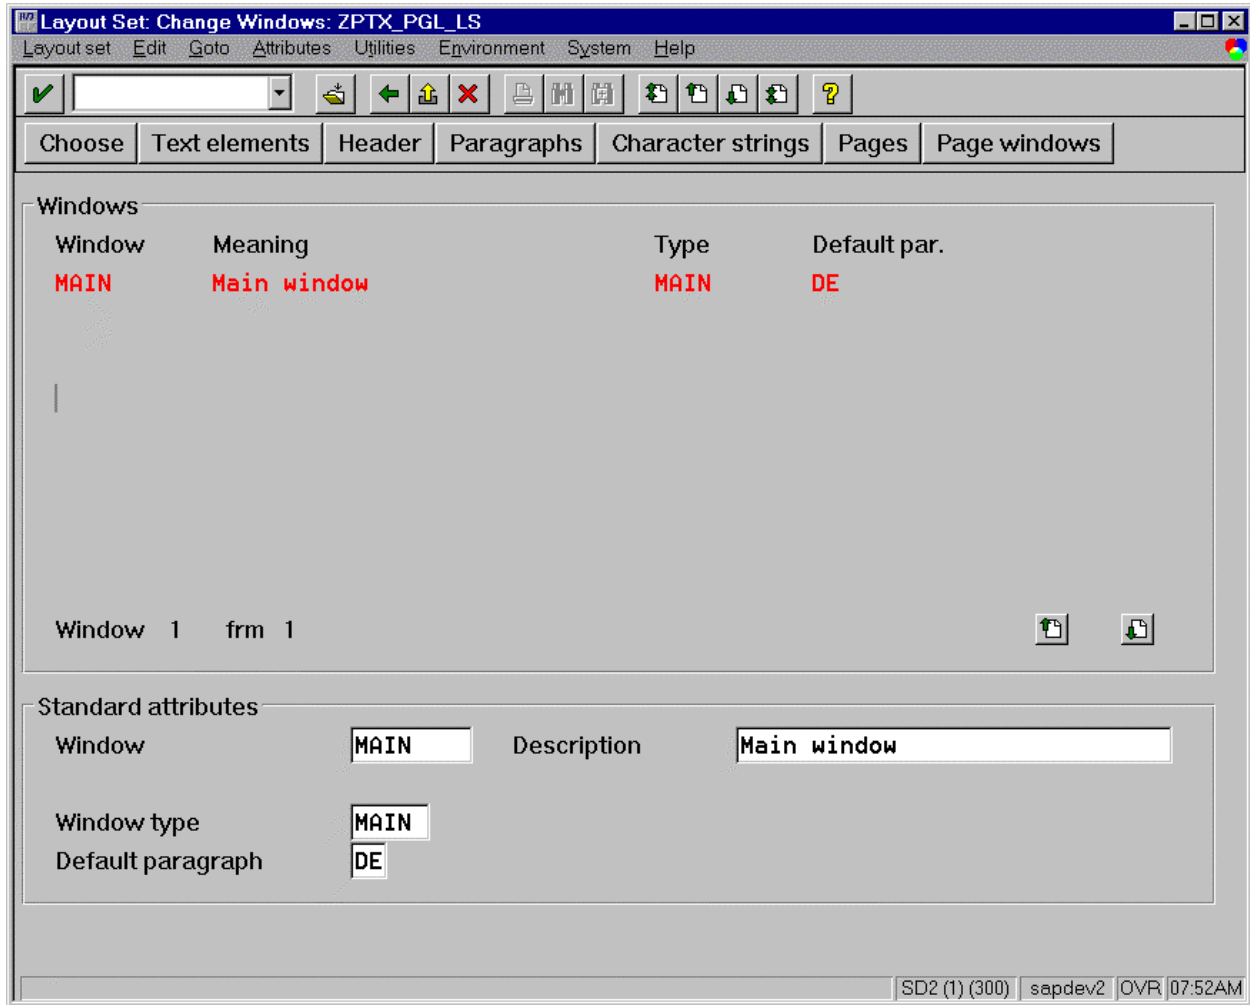 Layout Set: Change Windows: ZPTX_PGL_LS
Layout set Edit Goto Attributes Utilities Environment System Help
Choose Text elements Header Paragraphs Character strings Pages Page windows
Windows
Window Meaning Type Default par.
MAIN Main window MAIN DE
Window 1 frm 1
Standard attributes
Window MAIN Description Main window
Window type MAIN
Default paragraph DE
SD2 (1) (300) sapdev2 OVR 07:52AM